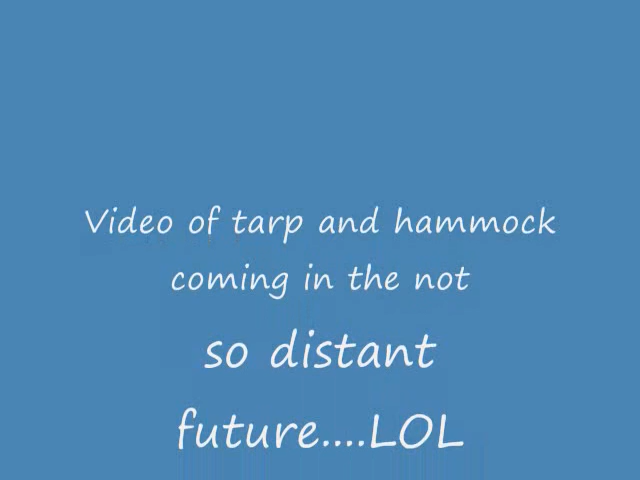 Video of tarp and hammock
coming in the not
so distant
future....LOL